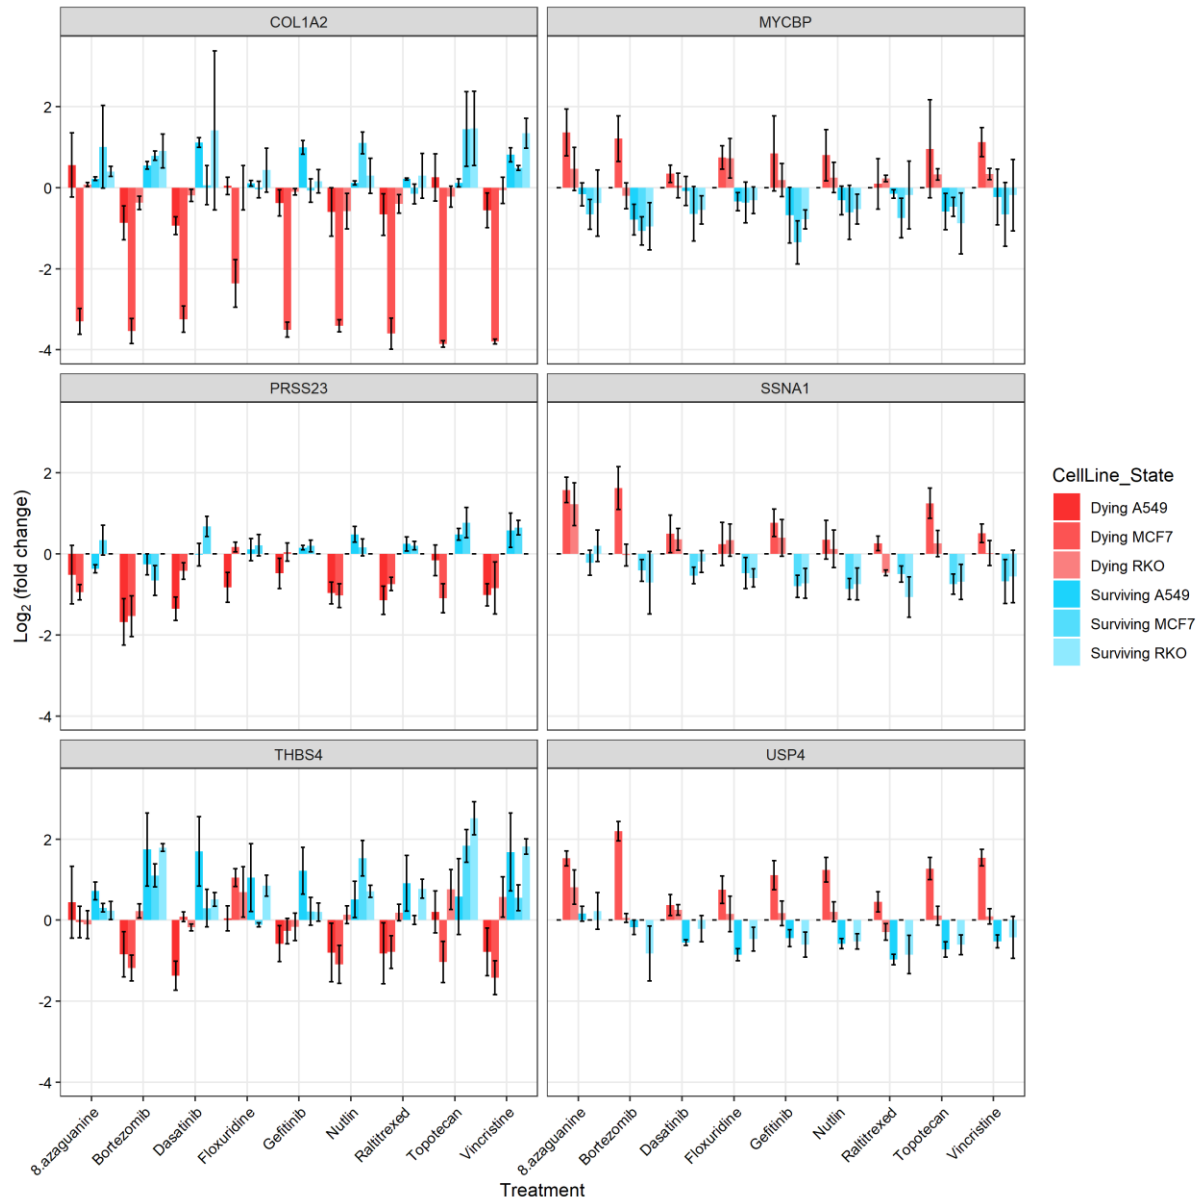 COL1A2
MYCBP
2
0
-2
-4
PRSS23
SSNA1
2
0
-2
-4
THBS4
USP4
2
0
-2
-4
Log2 (fold change)
8.azaguanine
Bortezomib
Dasatinib
Floxuridine
Gefitinib
Nutlin
Raltitrexed
Topotecan
Vincristine
8.azaguanine
Bortezomib
Dasatinib
Floxuridine
Gefitinib
Nutlin
Raltitrexed
Topotecan
Vincristine
Treatment
CellLine_State
Dying A549
Dying MCF7
Dying RKO
Surviving A549
Surviving MCF7
Surviving RKO